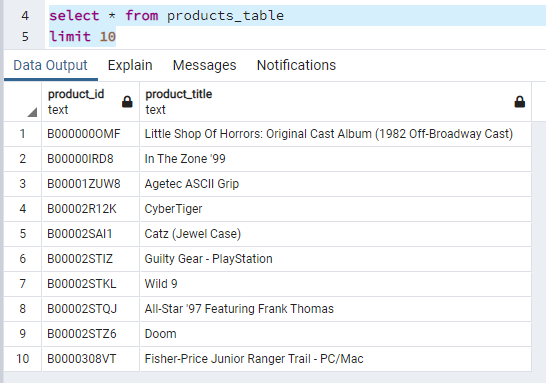 4 select * from products_table
5 limit 10
Data Output Explain Messages Notifications
product_id product_title
text text
1 B000000OMF Little Shop Of Horrors: Original Cast Album (1982 Off-Broadway Cast)
2 B00000IRD8 In The Zone '99
3 B00001ZUW8 Agetec ASCII Grip
4 B00002R12K CyberTiger
5 B00002SAI1 Catz (Jewel Case)
6 B00002STIZ Guilty Gear - PlayStation
7 B00002STKL Wild 9
8 B00002STQJ All-Star '97 Featuring Frank Thomas
9 B00002STZ6 Doom
10 B0000308VT Fisher-Price Junior Ranger Trail - PC/Mac